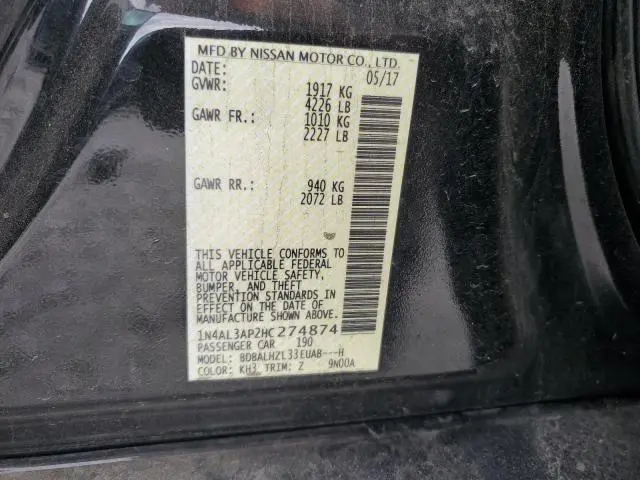 MFD BY NISSAN MOTOR CO., LTD.
DATE: 05/17
GVWR: 1917 KG
4226 LB
GAWR FR.: 1010 KG
2227 LB
GAWR RR.: 940 KG
2072 LB
THIS VEHICLE CONFORMS TO
ALL APPLICABLE FEDERAL
MOTOR VEHICLE SAFETY,
BUMPER, AND THEFT
PREVENTION STANDARDS IN
EFFECT ON THE DATE OF
MANUFACTURE SHOWN ABOVE.
1N4AL3AP2HC274874
PASSENGER CAR 190
MODEL: BDBALHZL33EUAB---H
COLOR: KH3 TRIM: Z 9N00A